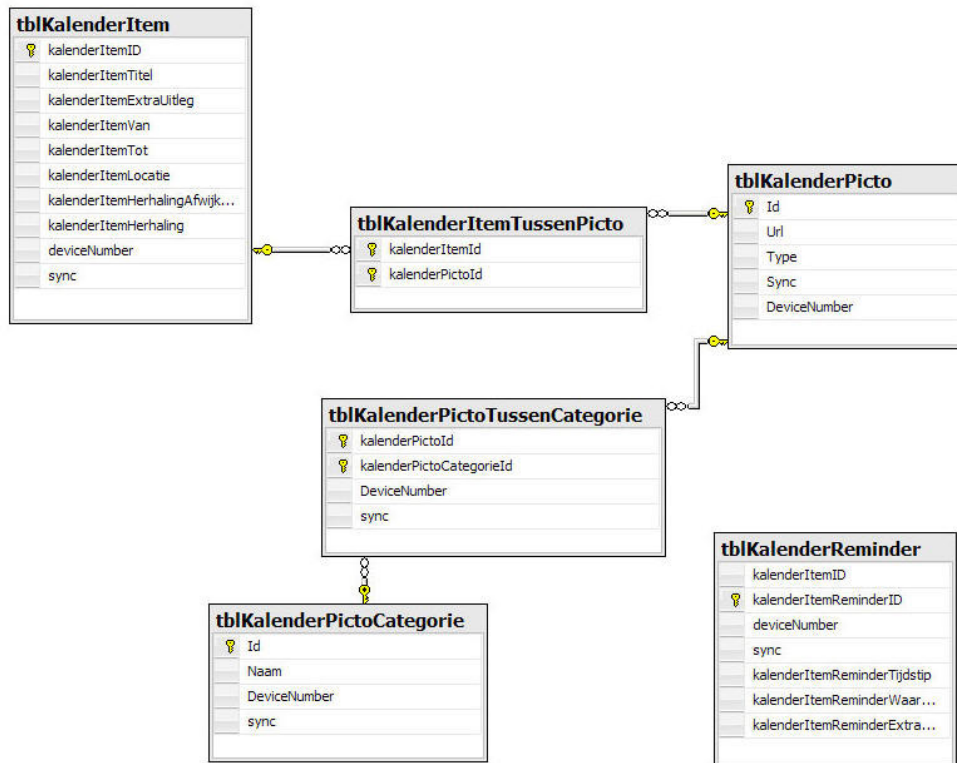 tblKalenderItem
kalenderItemID
kalenderItemTitel
kalenderItemExtraUitleg
kalenderItemVan
kalenderItemTot
kalenderItemLocatie
kalenderItemHerhalingAfwijk...
kalenderItemHerhaling
deviceNumber
sync
tblKalenderItemTussenPicto
kalenderItemId
kalenderPictoId
tblKalenderPicto
Id
Url
Type
Sync
DeviceNumber
tblKalenderPictoTussenCategorie
kalenderPictoId
kalenderPictoCategorieId
DeviceNumber
sync
tblKalenderPictoCategorie
Id
Naam
DeviceNumber
sync
tblKalenderReminder
kalenderItemID
kalenderItemReminderID
deviceNumber
sync
kalenderItemReminderTijdstip
kalenderItemReminderWaar...
kalenderItemReminderExtra...